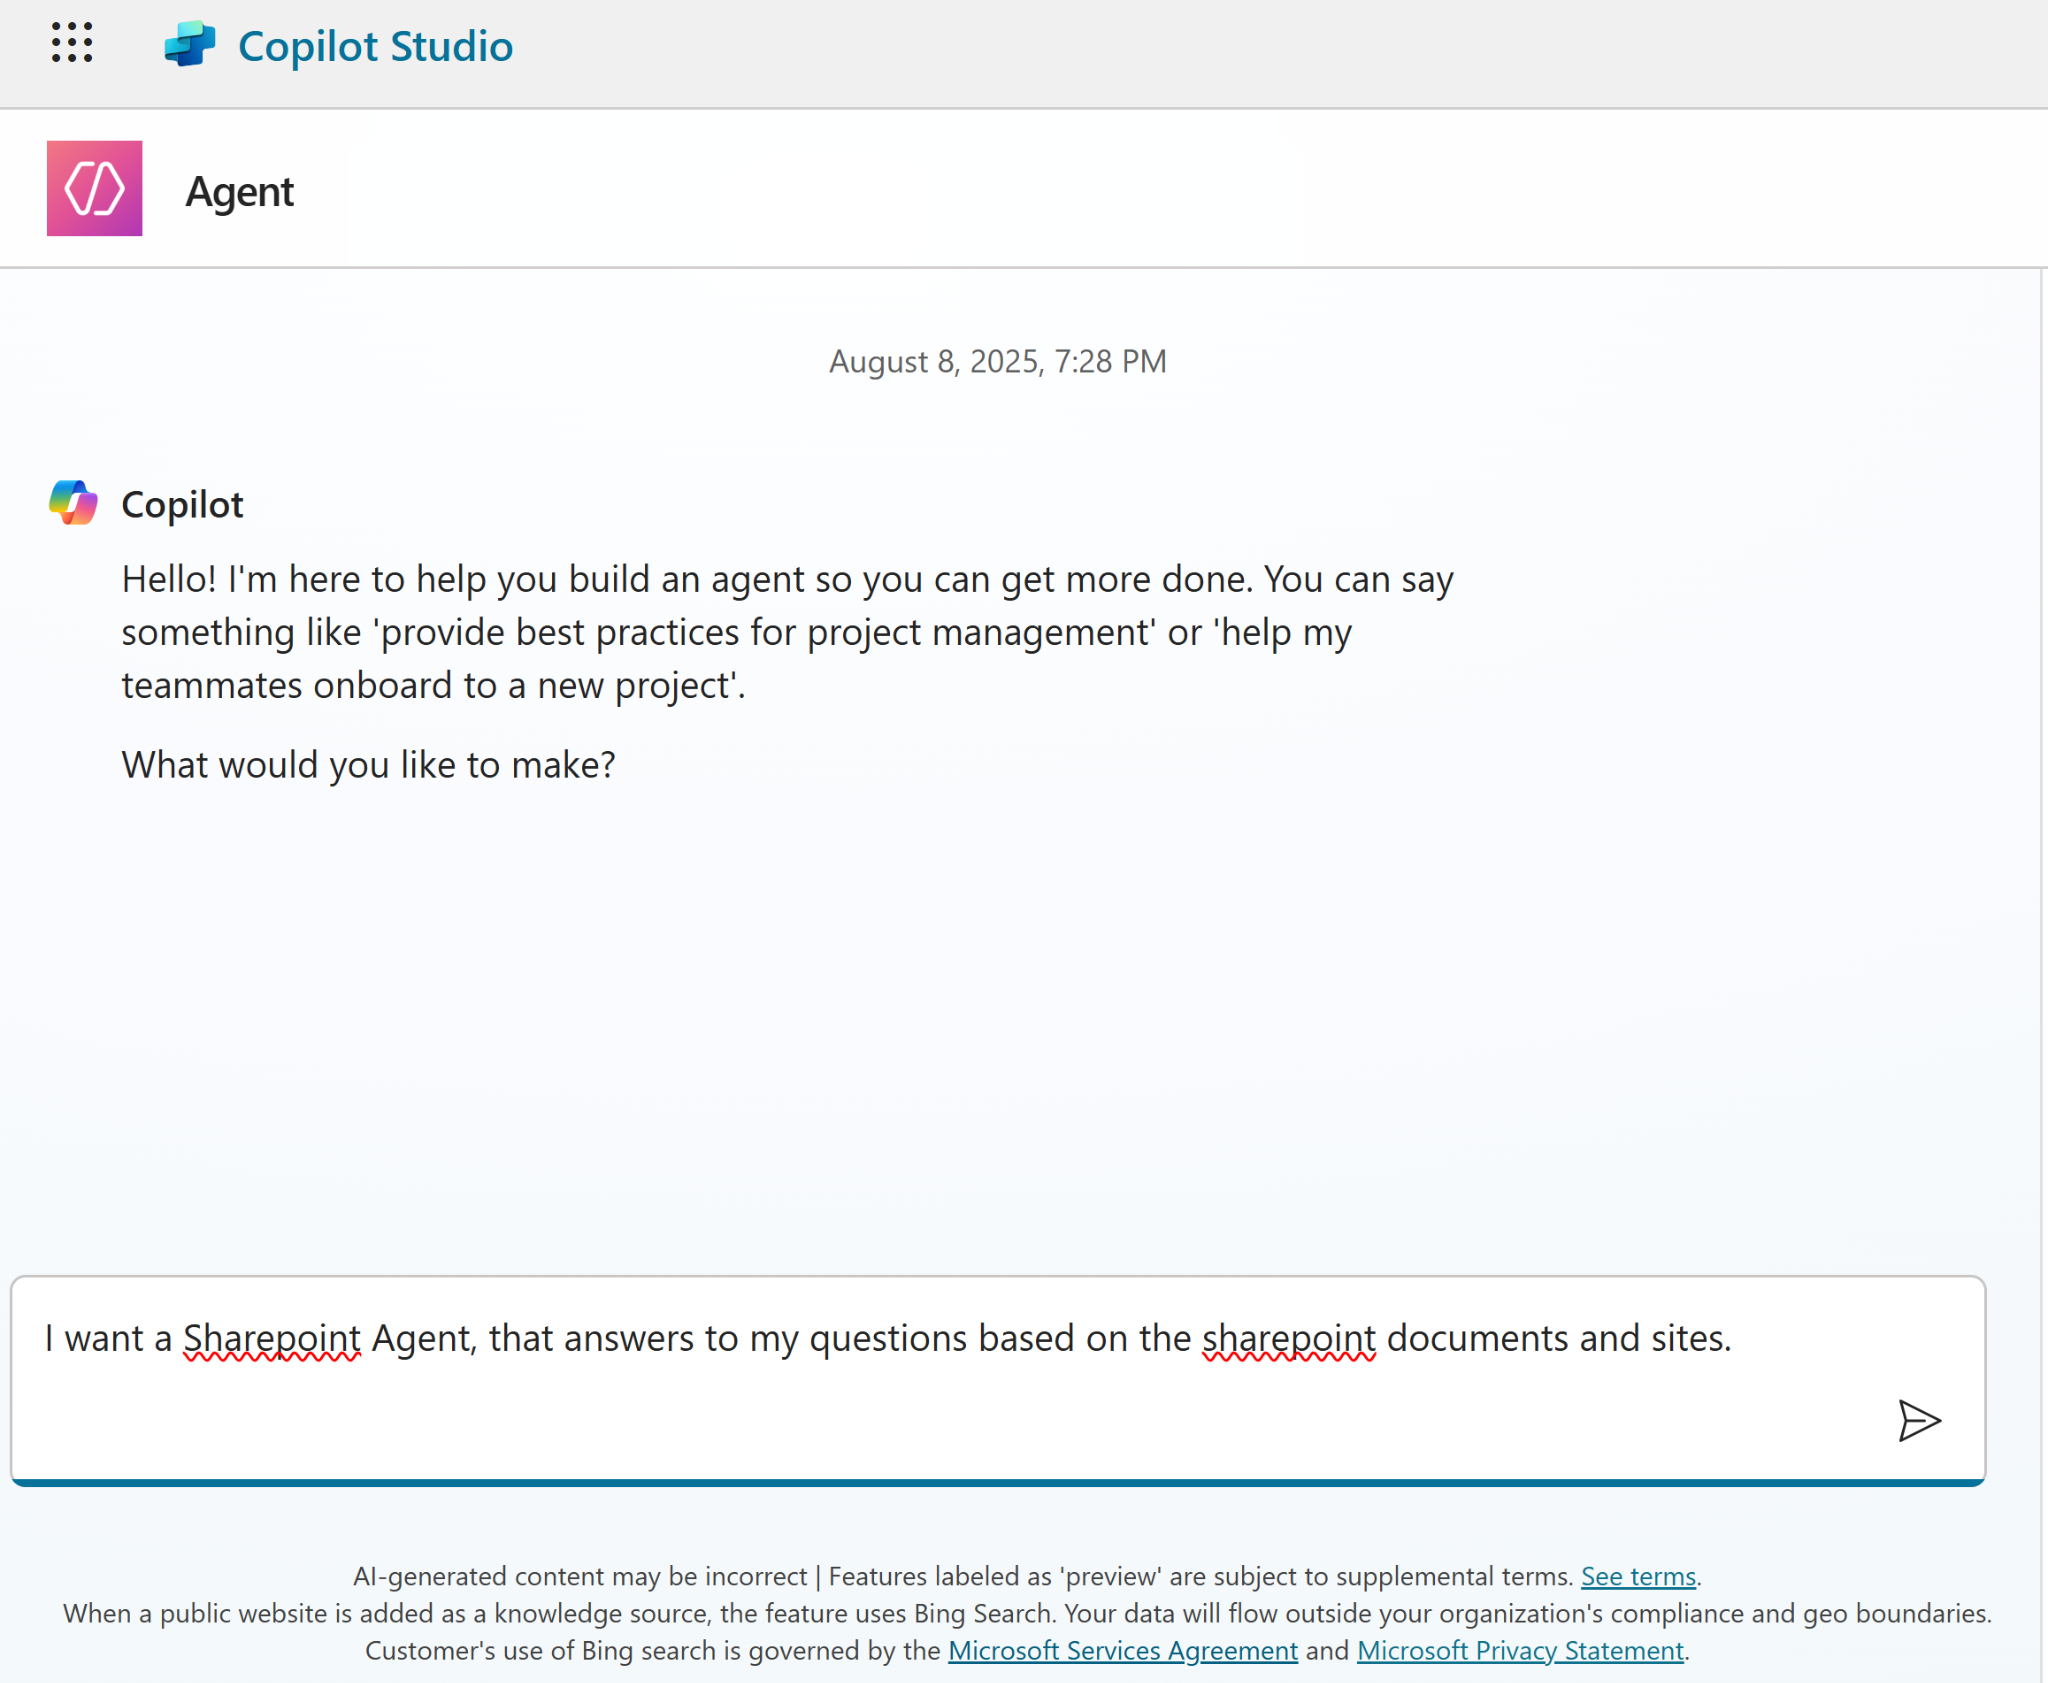 Copilot Studio
Agent
August 8, 2025, 7:28 PM
Copilot
Hello! I'm here to help you build an agent so you can get more done. You can say
something like 'provide best practices for project management' or 'help my
teammates onboard to a new project'.
What would you like to make?
I want a Sharepoint Agent, that answers to my questions based on the sharepoint documents and sites.
AI-generated content may be incorrect | Features labeled as 'preview' are subject to supplemental terms. See terms.
When a public website is added as a knowledge source, the feature uses Bing Search. Your data will flow outside your organization's compliance and geo boundaries.
Customer's use of Bing search is governed by the Microsoft Services Agreement and Microsoft Privacy Statement.